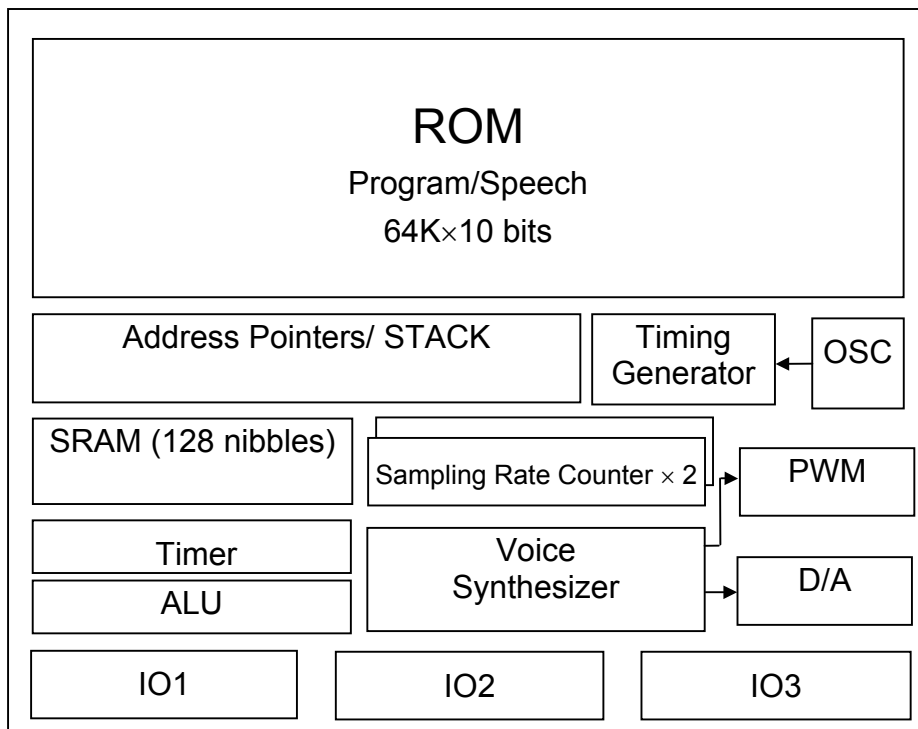 ROM
Program/Speech
64K×10 bits
Address Pointers/ STACK
Timing
Generator
OSC
SRAM (128 nibbles)
Sampling Rate Counter × 2
PWM
Timer
Voice
Synthesizer
D/A
ALU
IO1
IO2
IO3